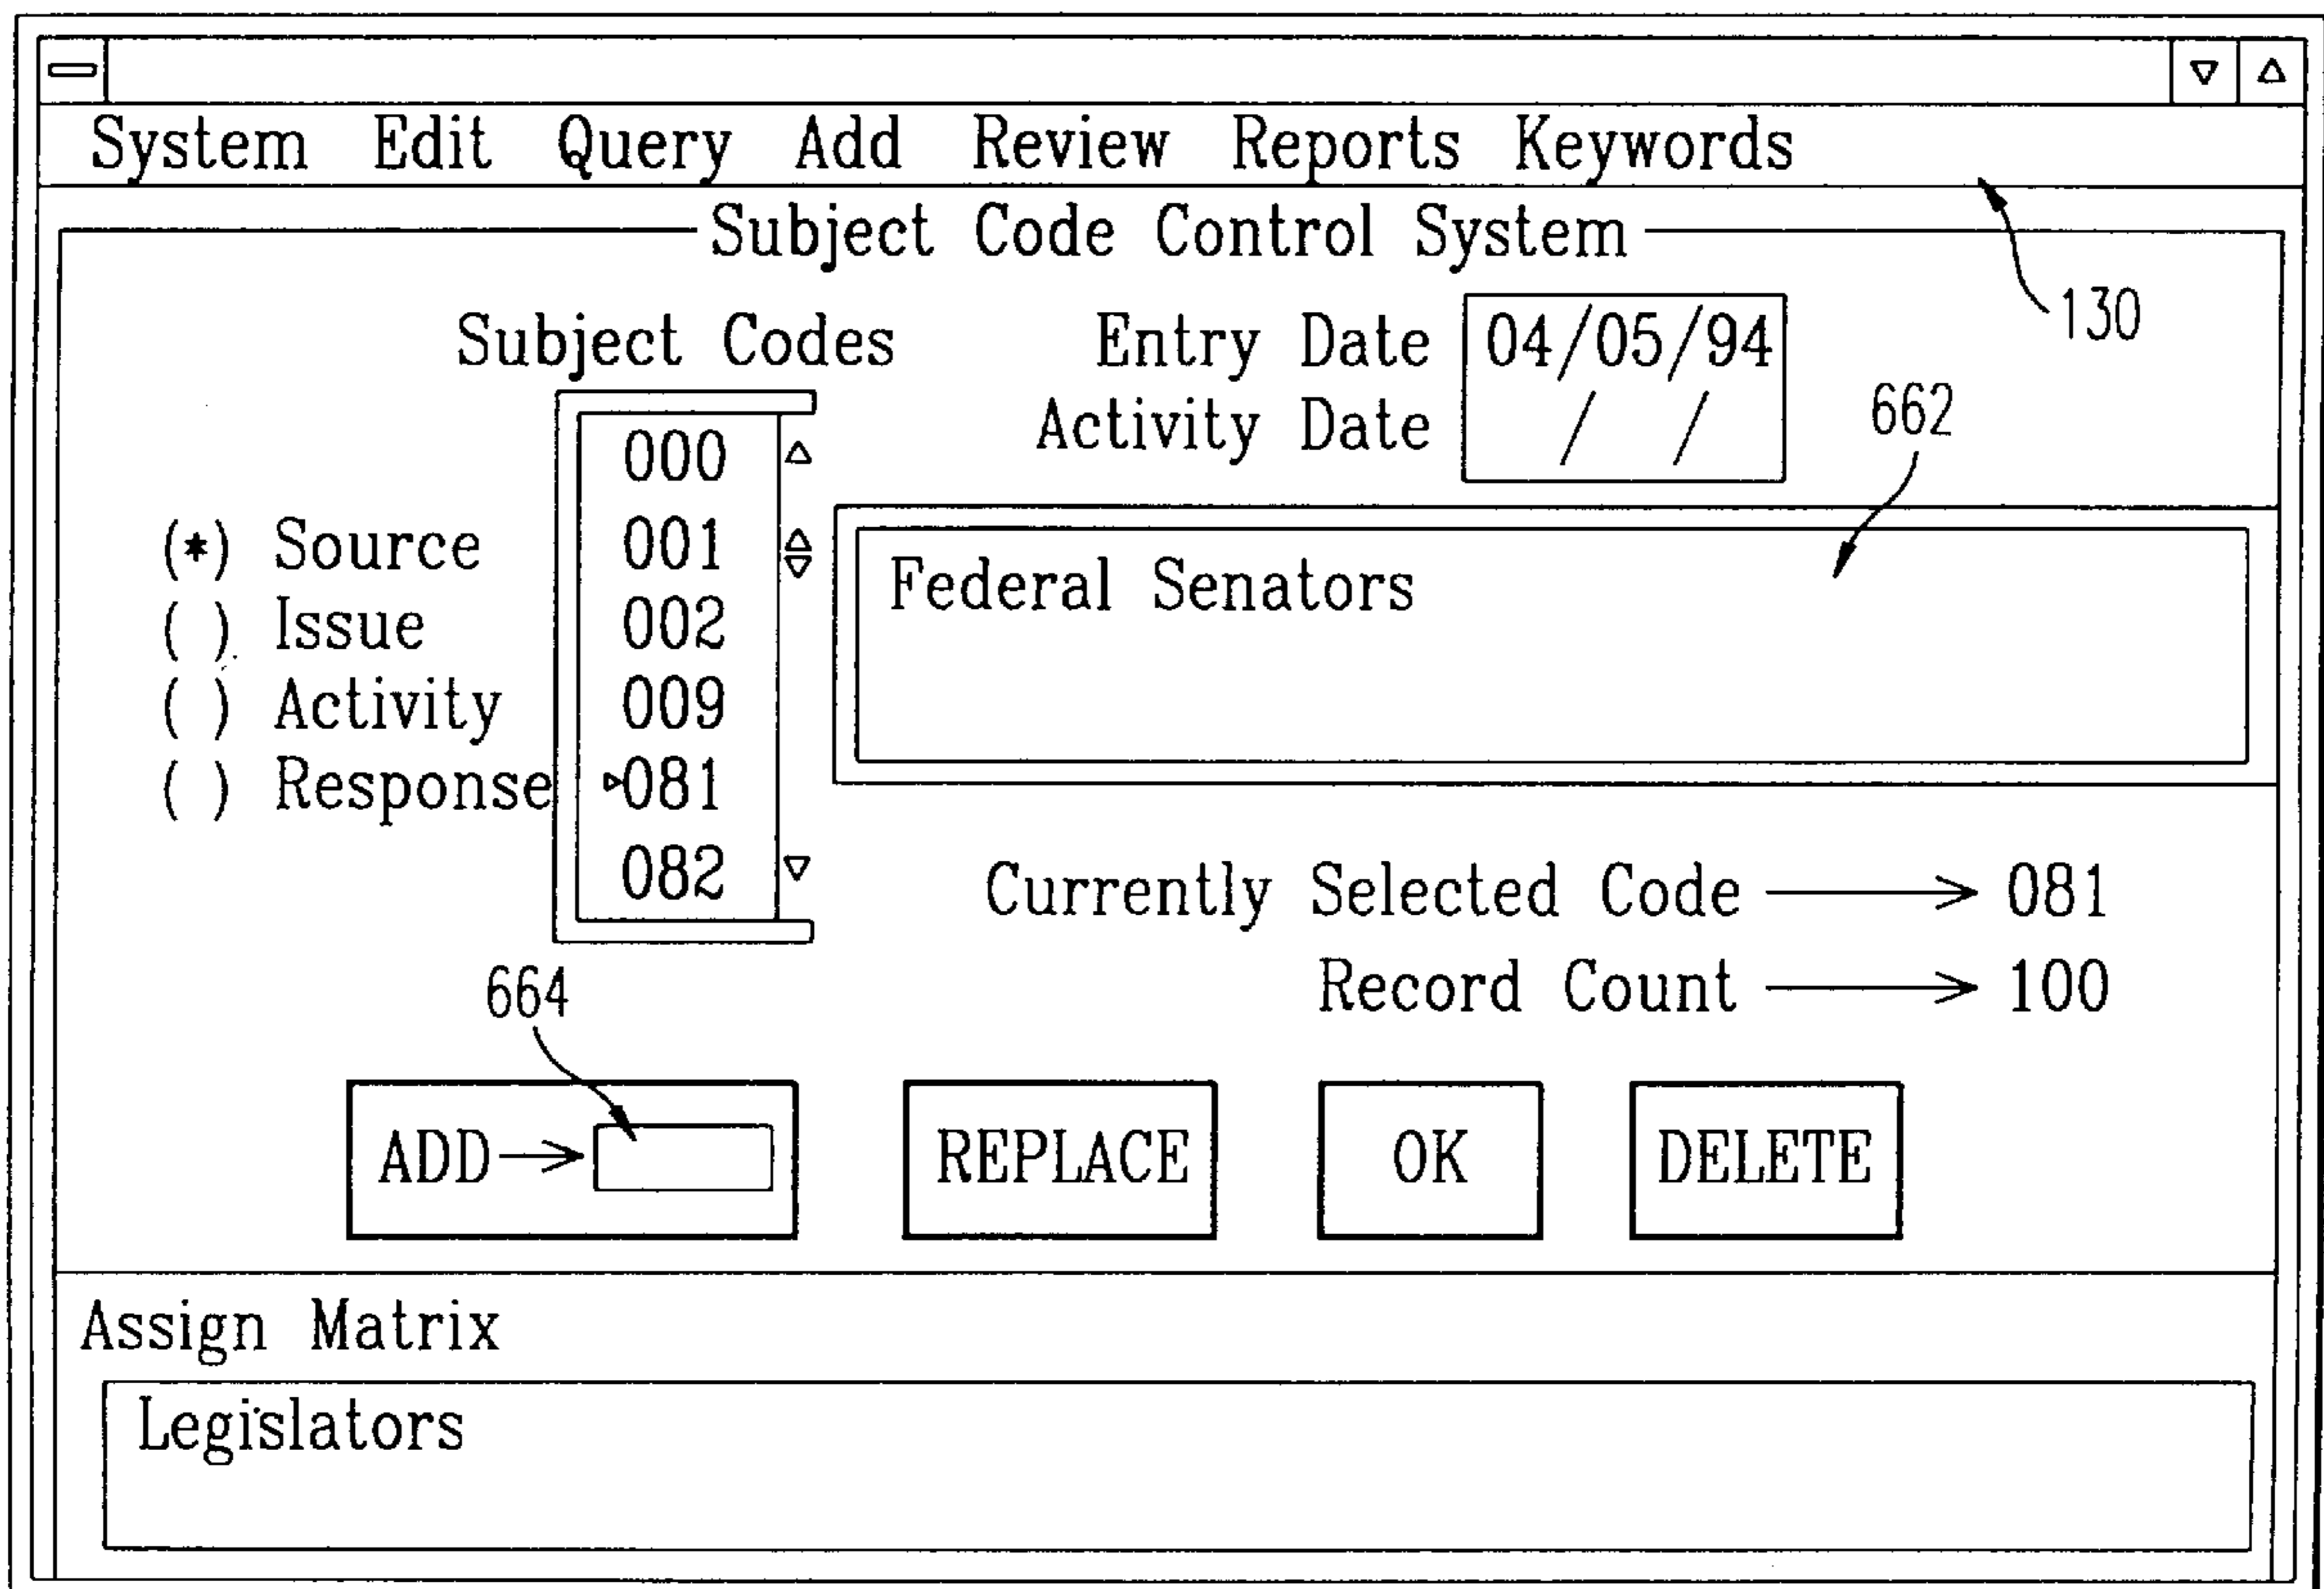 System Edit Query Add Review Reports Keywords
Subject Code Control System
130
Subject Codes
Entry Date 04/05/94
Activity Date / /
662
(*) Source
( ) Issue
( ) Activity
( ) Response
000
001
002
009
081
082
Federal Senators
Currently Selected Code → 081
Record Count → 100
664
ADD →
REPLACE
OK
DELETE
Assign Matrix
Legislators